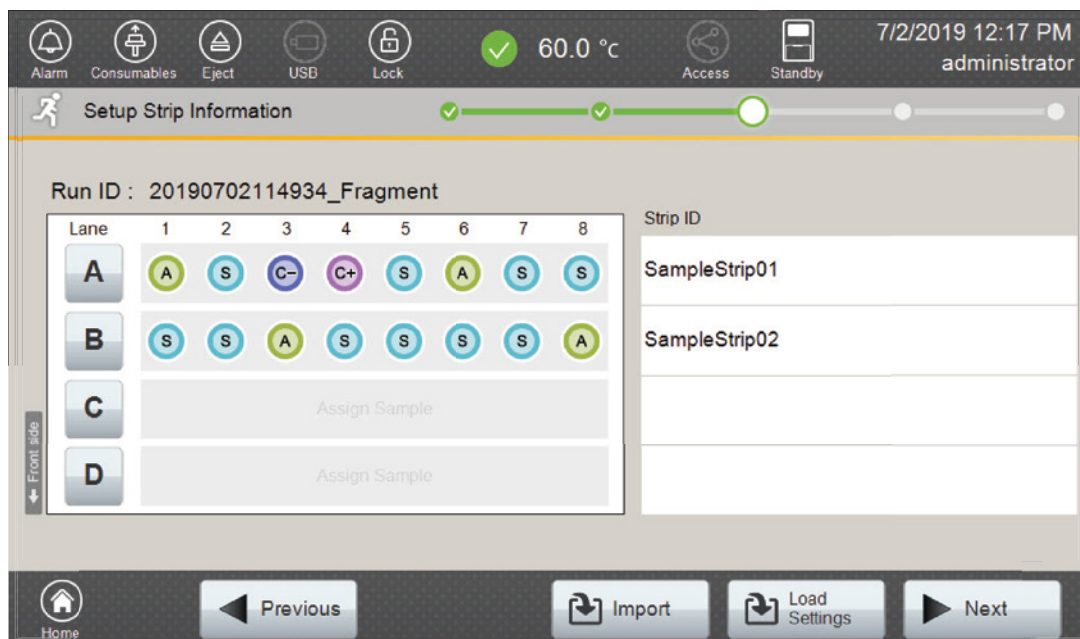 7/2/2019 12:17 PM
60.0 °c
administrator
Alarm Consumables Eject USB Lock Access Standby
Setup Strip Information
Run ID : 20190702114934_Fragment
Lane 1 2 3 4 5 6 7 8 Strip ID
A A S C- C+ S A S S SampleStrip01
B S S A S S S S A SampleStrip02
C Assign Sample
Front side
D Assign Sample
Previous Import Load Settings Next
Home